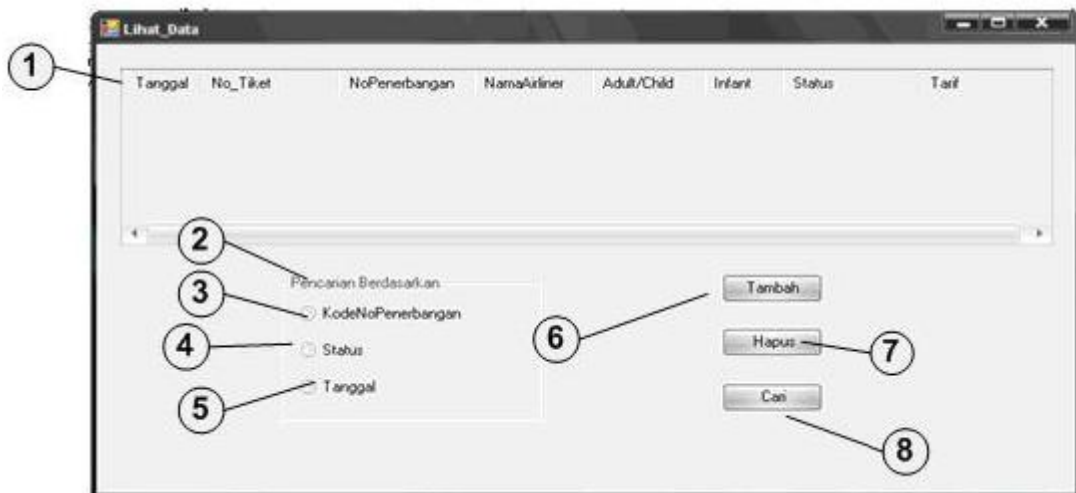 Lihat_Data
1
Tanggal No_Tiket NoPenerbangan NamaAirliner Adult/Child Infant Status Tarif
2
Pencarian Berdasarkan
3
KodeNoPenerbangan
4
Status
5
Tanggal
6
Tambah
Hapus
7
Cari
8